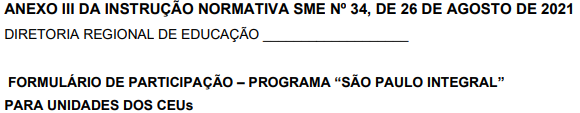 ANEXO III DA INSTRUÇÃO NORMATIVA SME Nº 34, DE 26 DE AGOSTO DE 2021
DIRETORIA REGIONAL DE EDUCAÇÃO ___________________
FORMULÁRIO DE PARTICIPAÇÃO – PROGRAMA “SÃO PAULO INTEGRAL”
PARA UNIDADES DOS CEUs